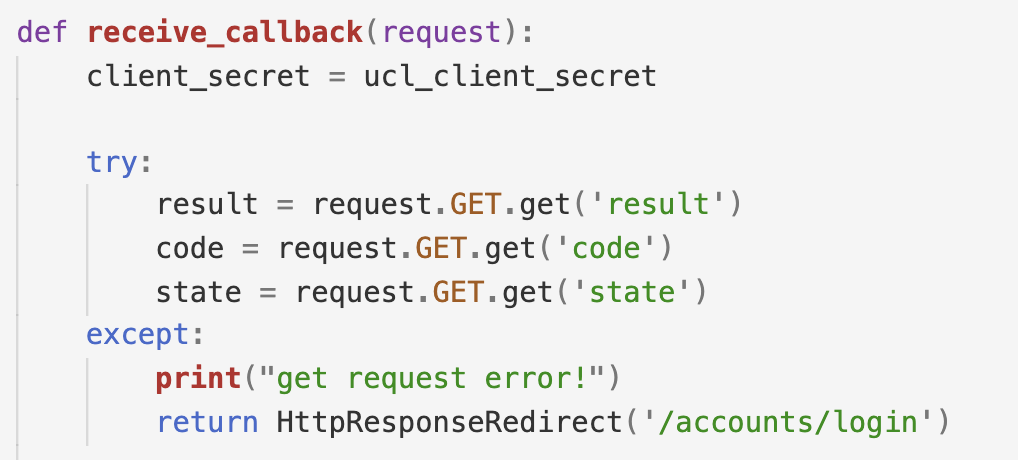 def receive_callback(request):
    client_secret = ucl_client_secret
    try:
        result = request.GET.get('result')
        code = request.GET.get('code')
        state = request.GET.get('state')
    except:
        print("get request error!")
        return HttpResponseRedirect('/accounts/login')